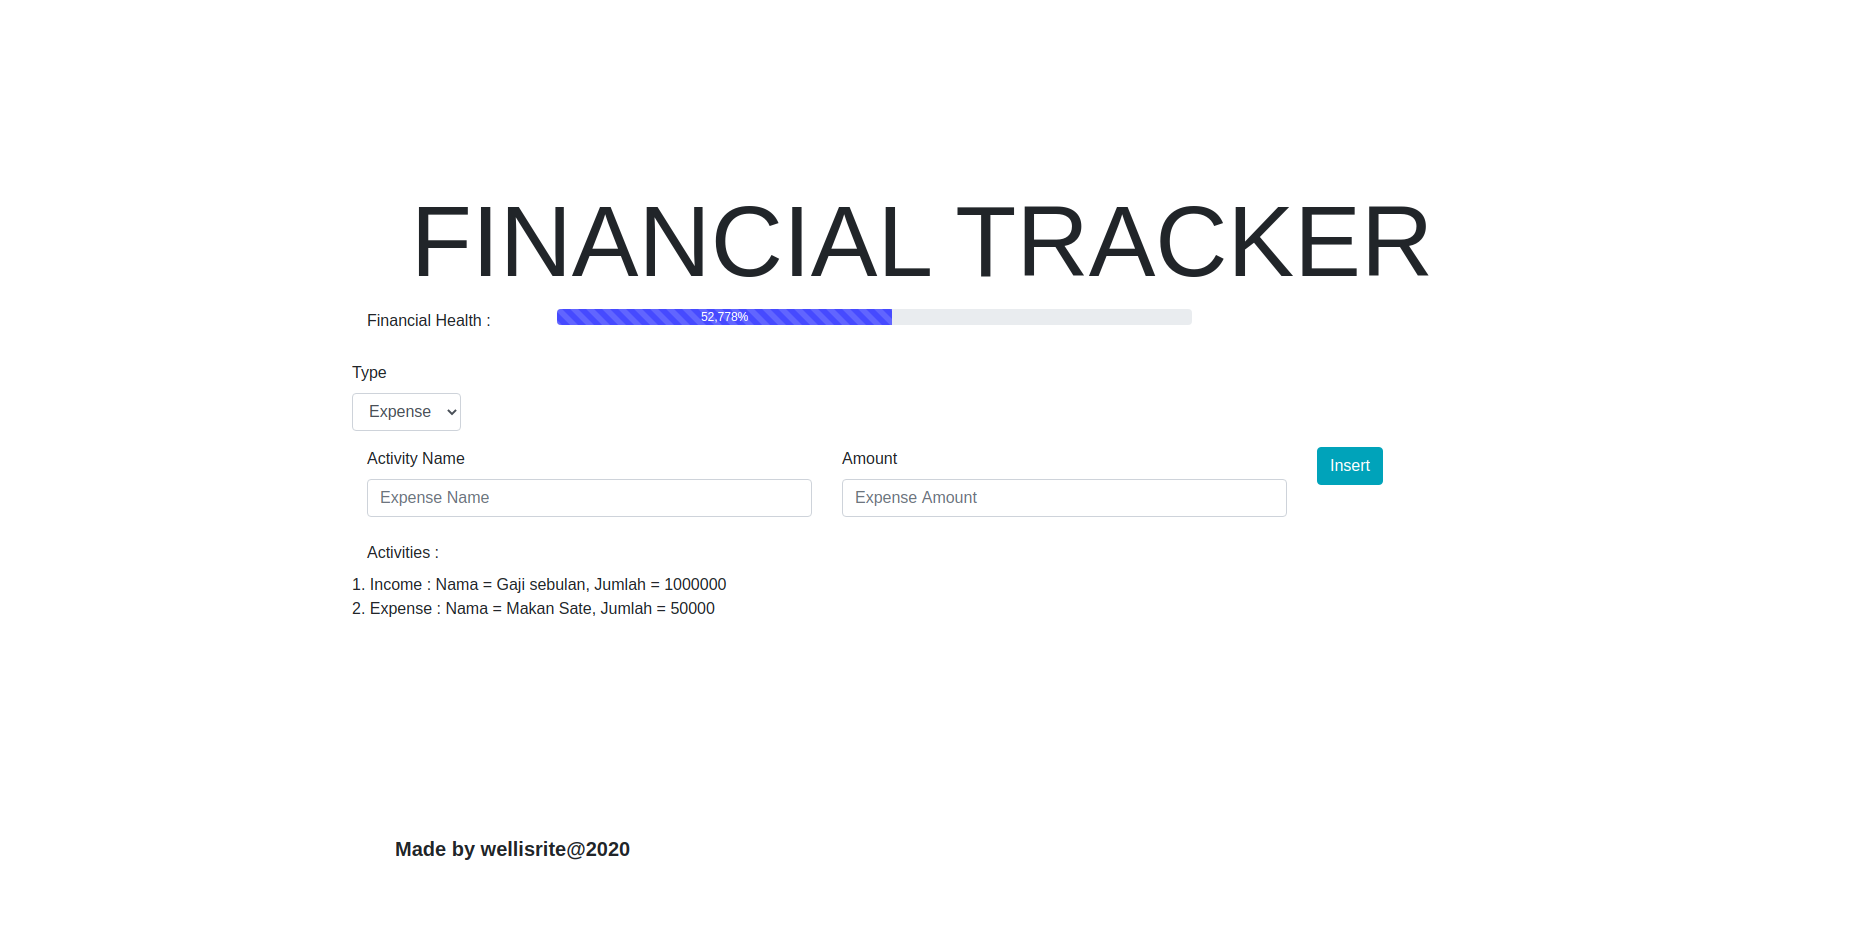 FINANCIAL TRACKER
Financial Health :
52,778%
Type
Expense
Activity Name
Amount
Insert
Expense Name
Expense Amount
Activities :
1. Income : Nama = Gaji sebulan, Jumlah = 1000000
2. Expense : Nama = Makan Sate, Jumlah = 50000
Made by wellisrite@2020